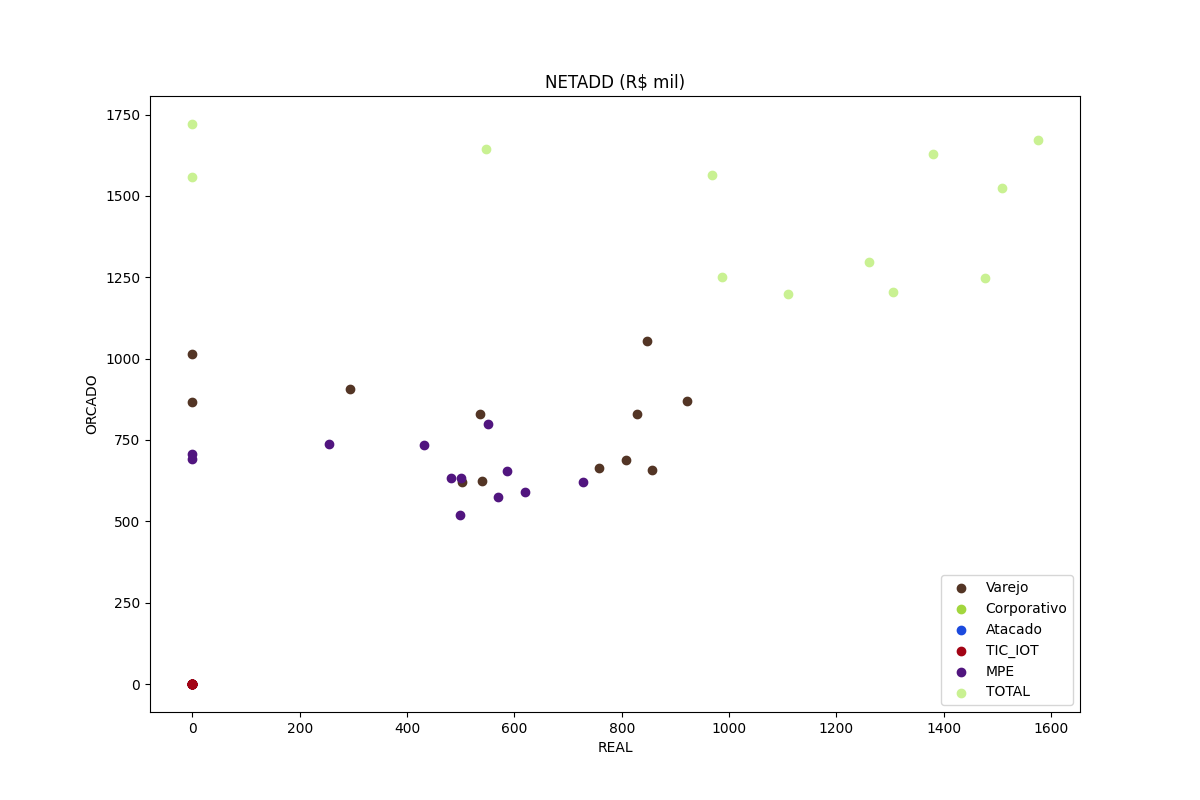 NETADD (R$ mil)
1750
1500
1250
1000
750
500
250
0
ORCADO
0 200 400 600 800 1000 1200 1400 1600
REAL
Varejo
Corporativo
Atacado
TIC_IOT
MPE
TOTAL